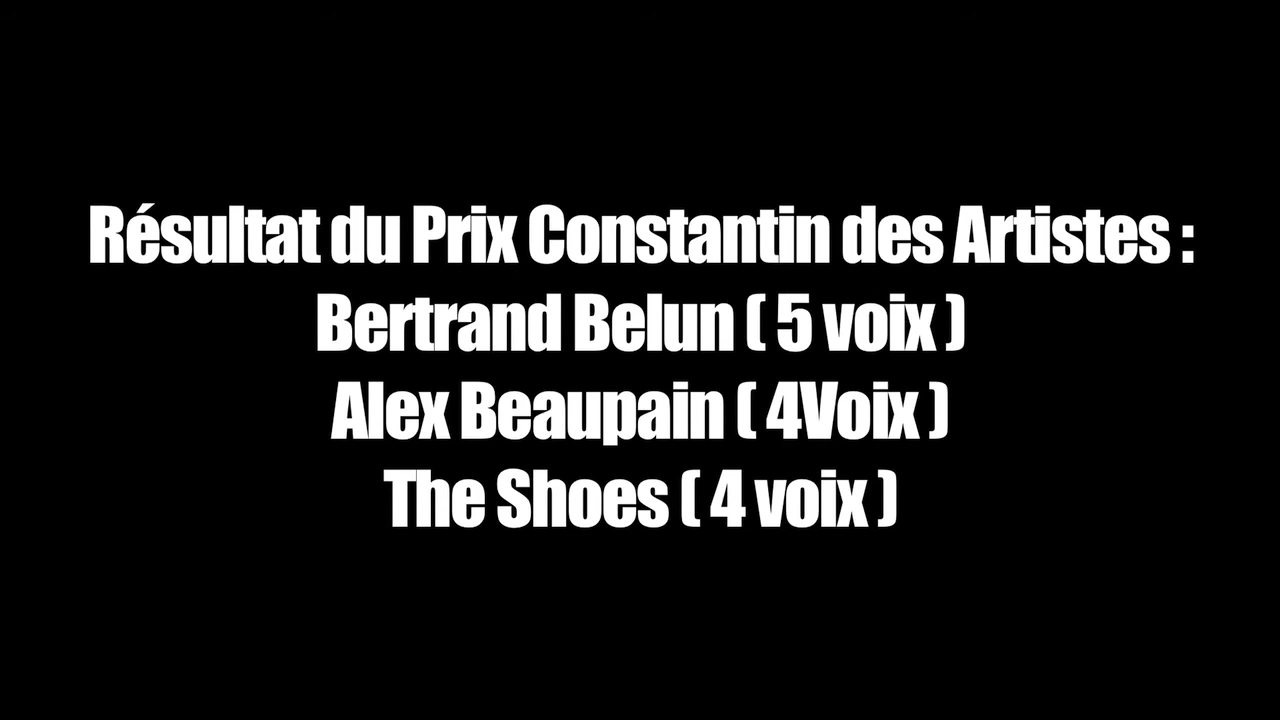 Résultat du Prix Constantin des Artistes :
Bertrand Belun ( 5 voix )
Alex Beaupain ( 4Voix )
The Shoes ( 4 voix )